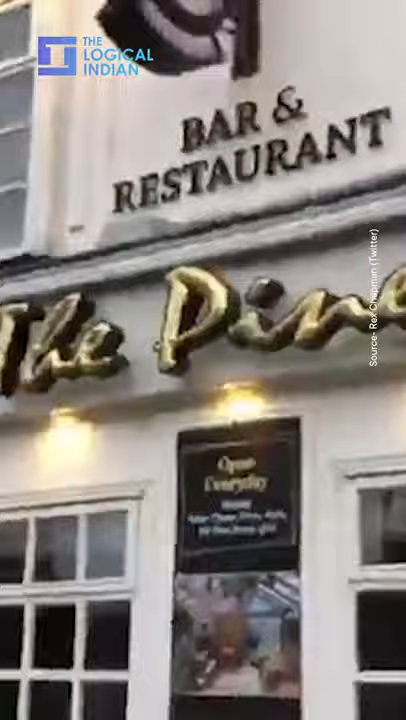 THE
LOGICAL
INDIAN
BAR &
RESTAURANT
The Pine
Source- Rex Chapman (Twitter)
Open
Everyday